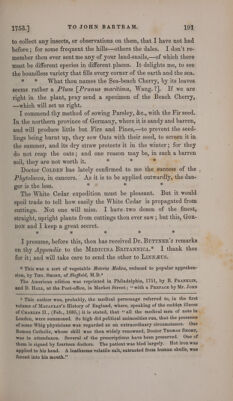 1753.] TO JOHN BARTRAM. 191
to collect any insects, or observations on them, that I have not had
before; for some frequent the hills—others the dales. I don't re-
member then ever sent me any of your land-snails,—of which there
must be different species in different places. It delights me, to see
the boundless variety that fills every corner of the earth and the sea.
* * What then names the Sea-beach Cherry, by its leaves
seems rather a Plum [Prunus maritima, Wang. ?]. If we are
right in the plant, pray send a specimen of the Beach Cherry,
—which will set us right.
I commend thy method of sowing Parsley, &c., with the Fir seed.
In the northern province of Germany, where it is sandy and barren,
and will produce little but Firs and Pines,—to prevent the seed-
lings being burnt up, they sow Oats with their seed, to screen it in
the summer, and its dry straw protects it in the winter; for they
do not reap the oats; and one reason may be, in such a barren
soil, they are not worth it. * * * *
Doctor COLDEN has lately confirmed to me the success of the
Phytolacca, in cancers. As it is to be applied outwardly, the dan-
ger is the less. * * * *
The White Cedar expedition must be pleasant. But it would
spoil trade to tell how easily the White Cedar is propagated from
cuttings. Not one will miss. I have two dozen of the finest,
straight, upright plants from cuttings thou ever saw; but this, GOR-
DON and I keep a great secret.
* * * * * *
I presume, before this, thou has received Dr. BUTTNER'S remarks
on thy Appendix to the MEDICINA BRITANNICA.* I thank thee
for it; and will take care to send the other to LINNÆUS.
* This was a sort of vegetable Materia Medica, reduced to popular apprehen-
sion, by THS. SHORT, of Sheffield, M.D.†
The American edition was reprinted in Philadelphia, 1751, by B. FRANKLIN,
and D. HALL, at the Post-office, in Market Street; "with a Preface by Mr. JOHN
† This author was, probably, the medical personage referred to, in the first
volume of MACAULAY'S History of England, where, speaking of the sudden illness
of CHARLES II., (Feb., 1685,) it is stated, that "all the medical men of note in
London, were summoned. So high did political animosities run, that the presence
of some Whig physicians was regarded as an extraordinary circumstance. One
Roman Catholic, whose skill was then widely renowned, Doctor THOMAS SHORT,
was in attendance. Several of the prescriptions have been preserved. One of
them is signed by fourteen doctors. The patient was bled largely. Hot iron was
applied to his head. A loathsome volatile salt, extracted from human skulls, was
forced into his mouth."